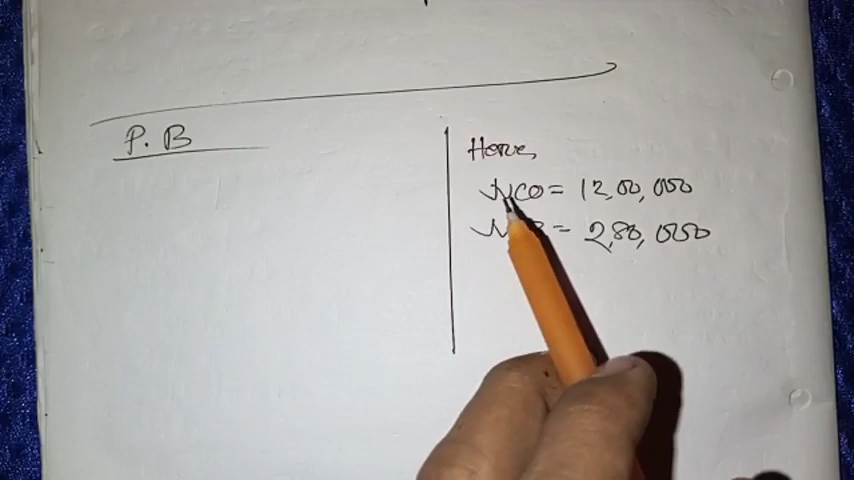 P. B
Here,
NCO = 12,00,000
= 2,80,000